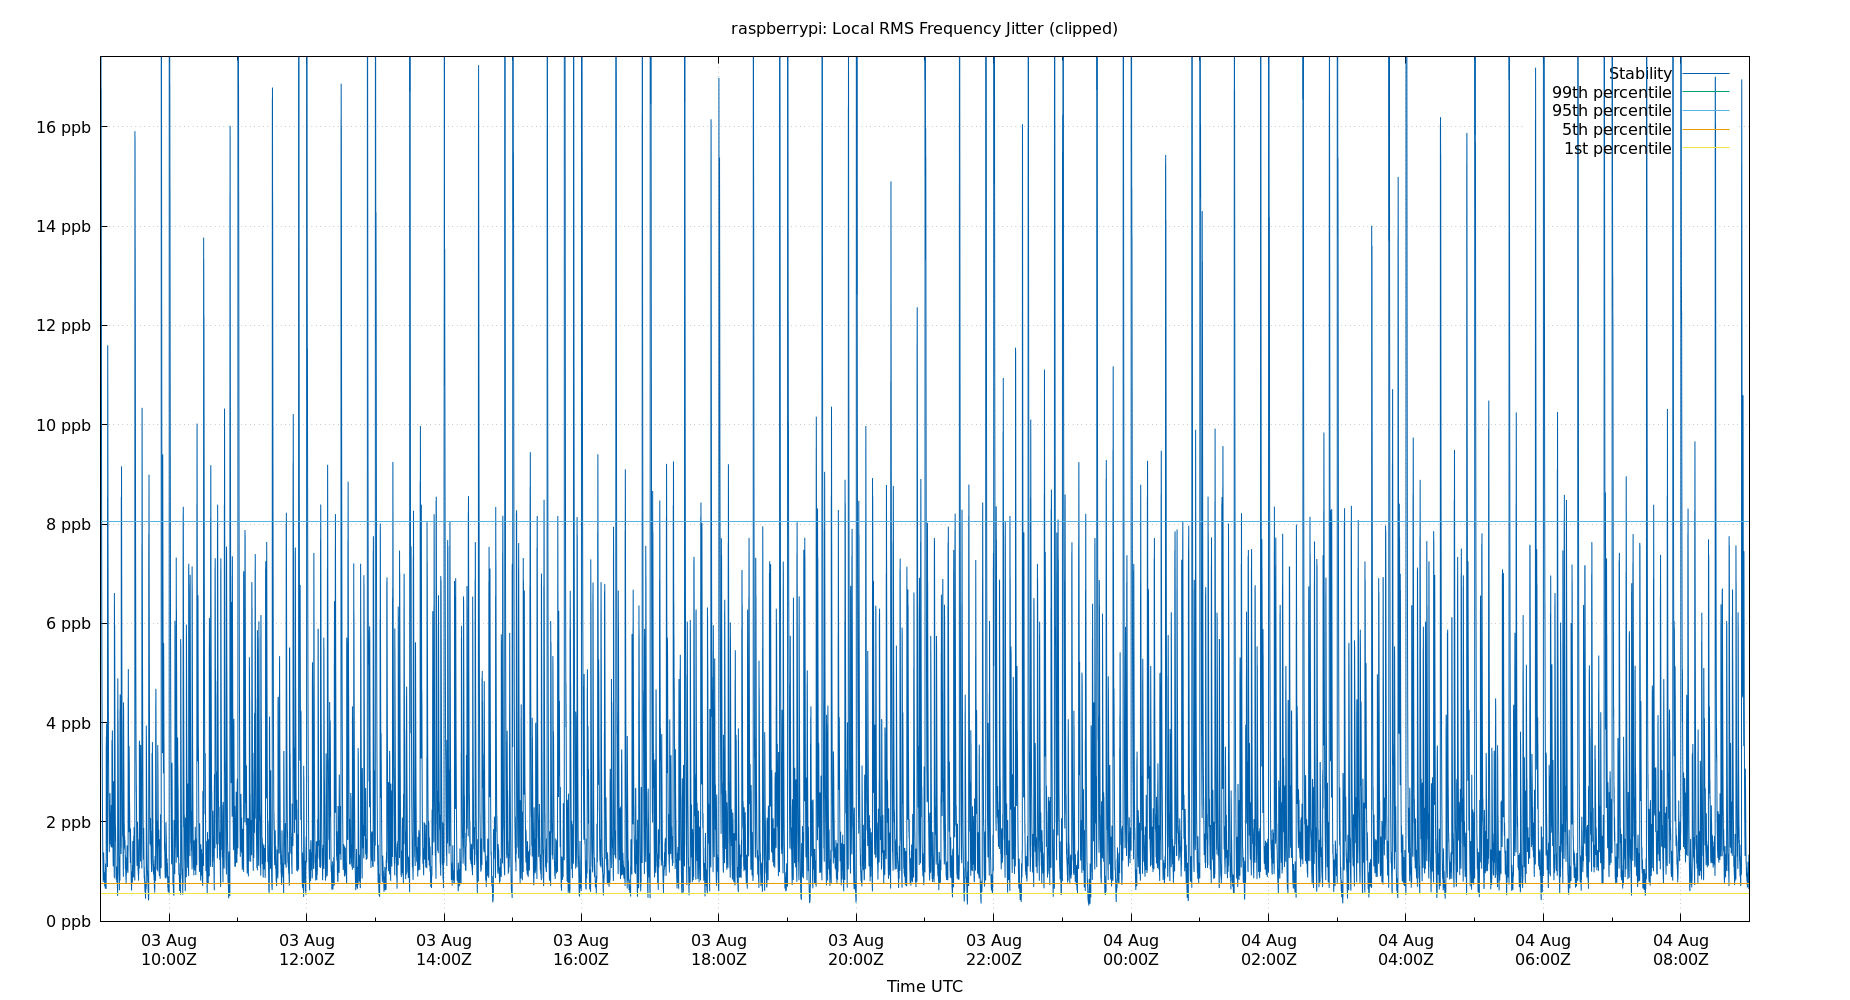 raspberrypi: Local RMS Frequency Jitter (clipped)
Stability
99th percentile
95th percentile
5th percentile
1st percentile
16 ppb
14 ppb
12 ppb
10 ppb
8 ppb
6 ppb
4 ppb
2 ppb
0 ppb
03 Aug 03 Aug 03 Aug 03 Aug 03 Aug 03 Aug 03 Aug 04 Aug 04 Aug 04 Aug 04 Aug 04 Aug
10:00Z 12:00Z 14:00Z 16:00Z 18:00Z 20:00Z 22:00Z 00:00Z 02:00Z 04:00Z 06:00Z 08:00Z
Time UTC